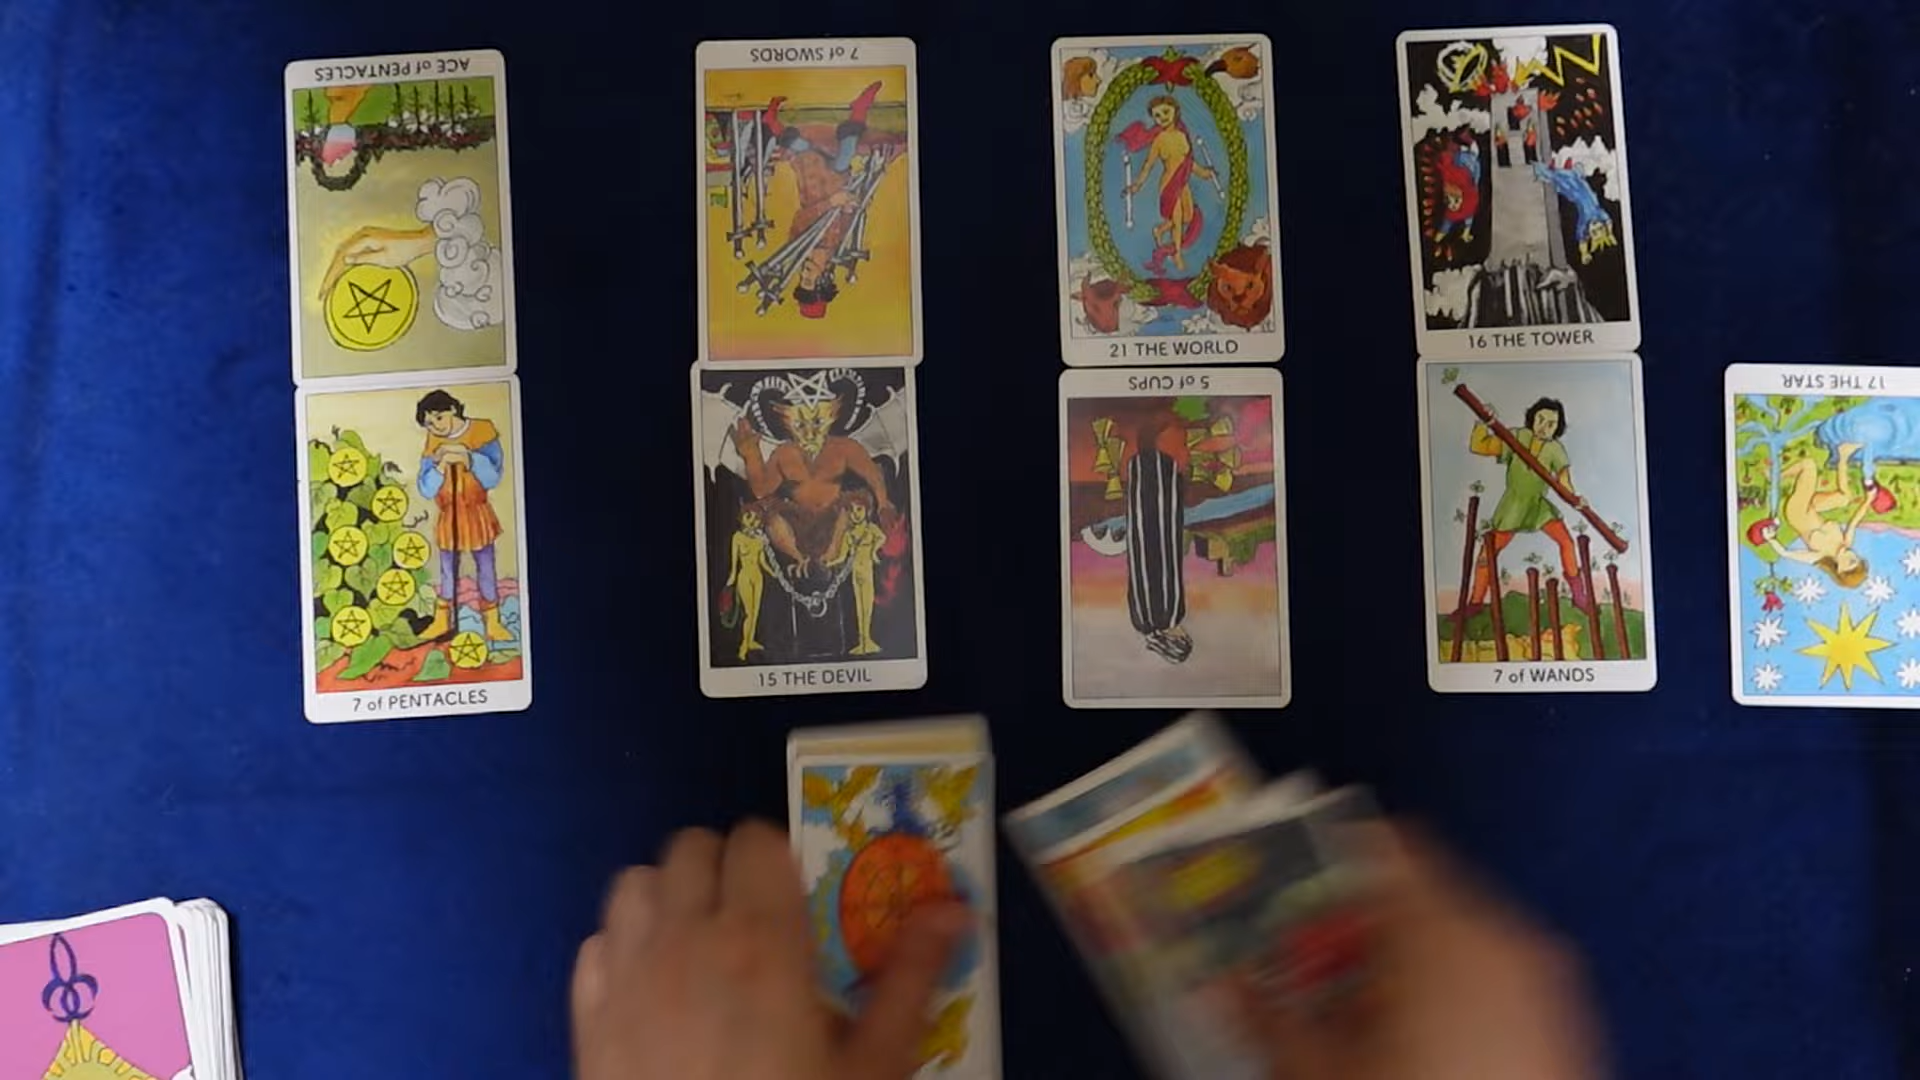 ACE of PENTACLES
7 of SWORDS
21 THE WORLD
16 THE TOWER
5 of CUPS
17 THE STAR
7 of PENTACLES
15 THE DEVIL
7 of WANDS